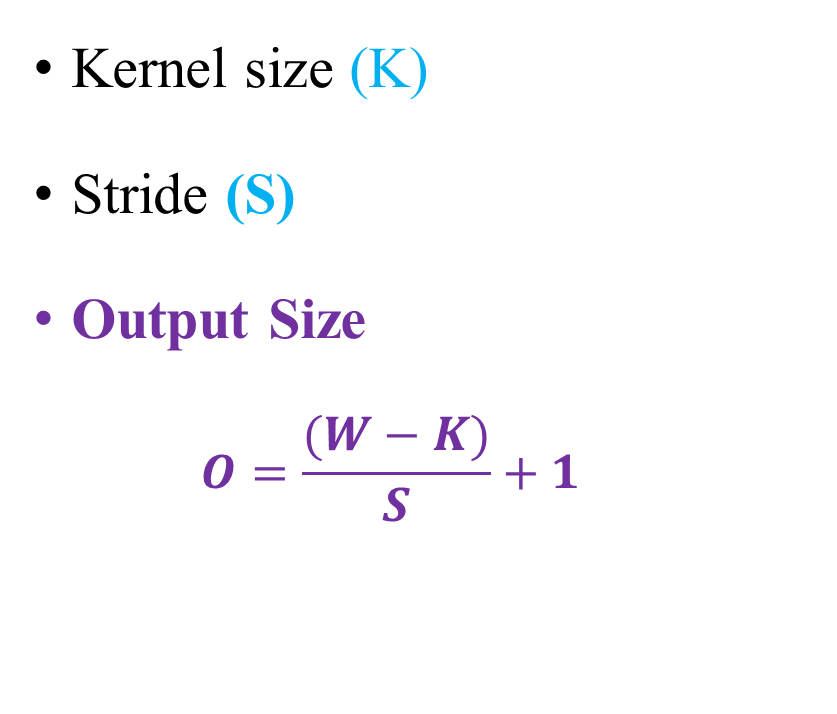 • Kernel size (K)
• Stride (S)
• Output Size
O = (W − K) / S + 1